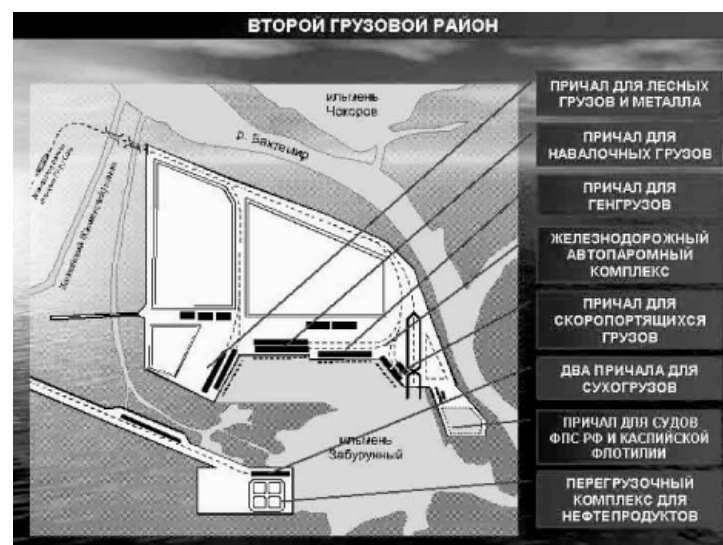 ВТОРОЙ ГРУЗОВОЙ РАЙОН
ильмень
Чокоров
р. Бахтемир
ильмень
Забурунный
ПРИЧАЛ ДЛЯ ЛЕСНЫХ
ГРУЗОВ И МЕТАЛЛА
ПРИЧАЛ ДЛЯ
НАВАЛОЧНЫХ ГРУЗОВ
ПРИЧАЛ ДЛЯ
ГЕНГРУЗОВ
ЖЕЛЕЗНОДОРОЖНЫЙ
АВТОПАРОМНЫЙ
КОМПЛЕКС
ПРИЧАЛ ДЛЯ
СКОРОПОРТЯЩИХСЯ
ГРУЗОВ
ДВА ПРИЧАЛА ДЛЯ
СУХОГРУЗОВ
ПРИЧАЛ ДЛЯ СУДОВ
ФПС РФ И КАСПИЙСКОЙ
ФЛОТИЛИИ
ПЕРЕГРУЗОЧНЫЙ
КОМПЛЕКС ДЛЯ
НЕФТЕПРОДУКТОВ